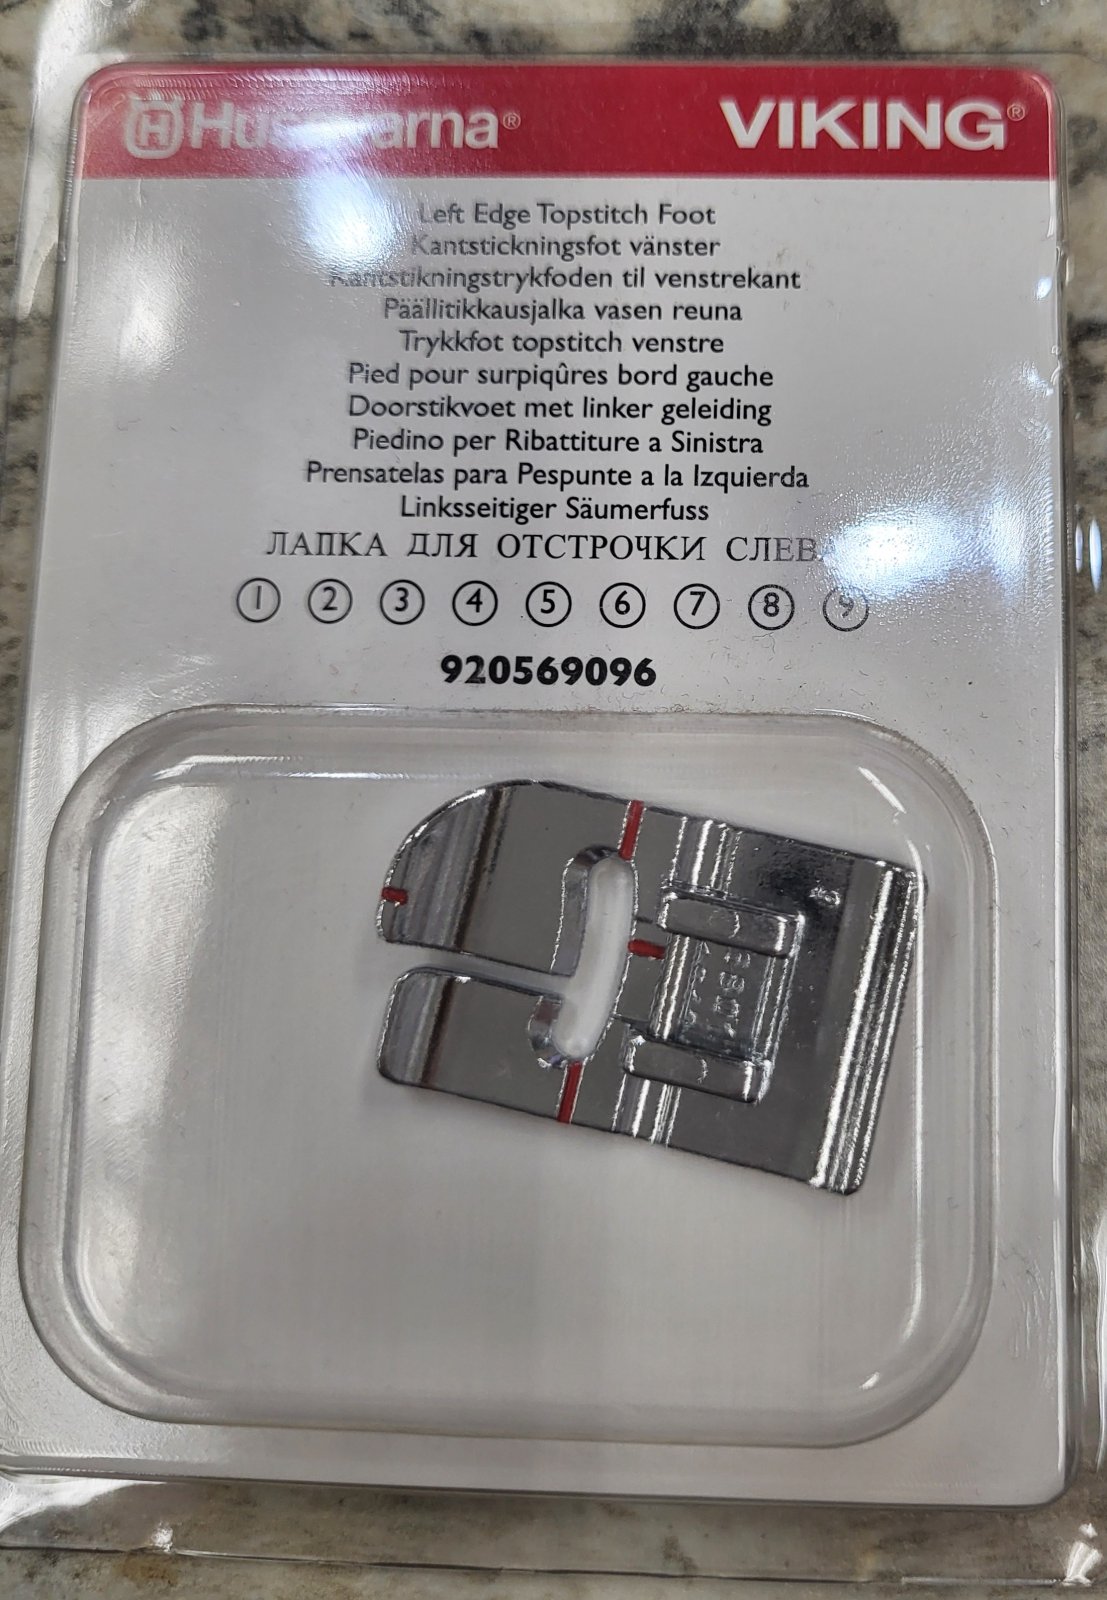 Husqvarna® VIKING®
Left Edge Topstitch Foot
Kantstickningsfot vänster
Kantstikningstrykfoden til venstrekant
Päällitikkausjalka vasen reuna
Trykkfot topstitch venstre
Pied pour surpiqûres bord gauche
Doorstikvoet met linker geleiding
Piedino per Ribattiture a Sinistra
Prensatelas para Pespunte a la Izquierda
Linksseitiger Säumerfuss
ЛАПКА ДЛЯ ОТСТРОЧКИ СЛЕВА
① ② ③ ④ ⑤ ⑥ ⑦ ⑧ ⑨
920569096